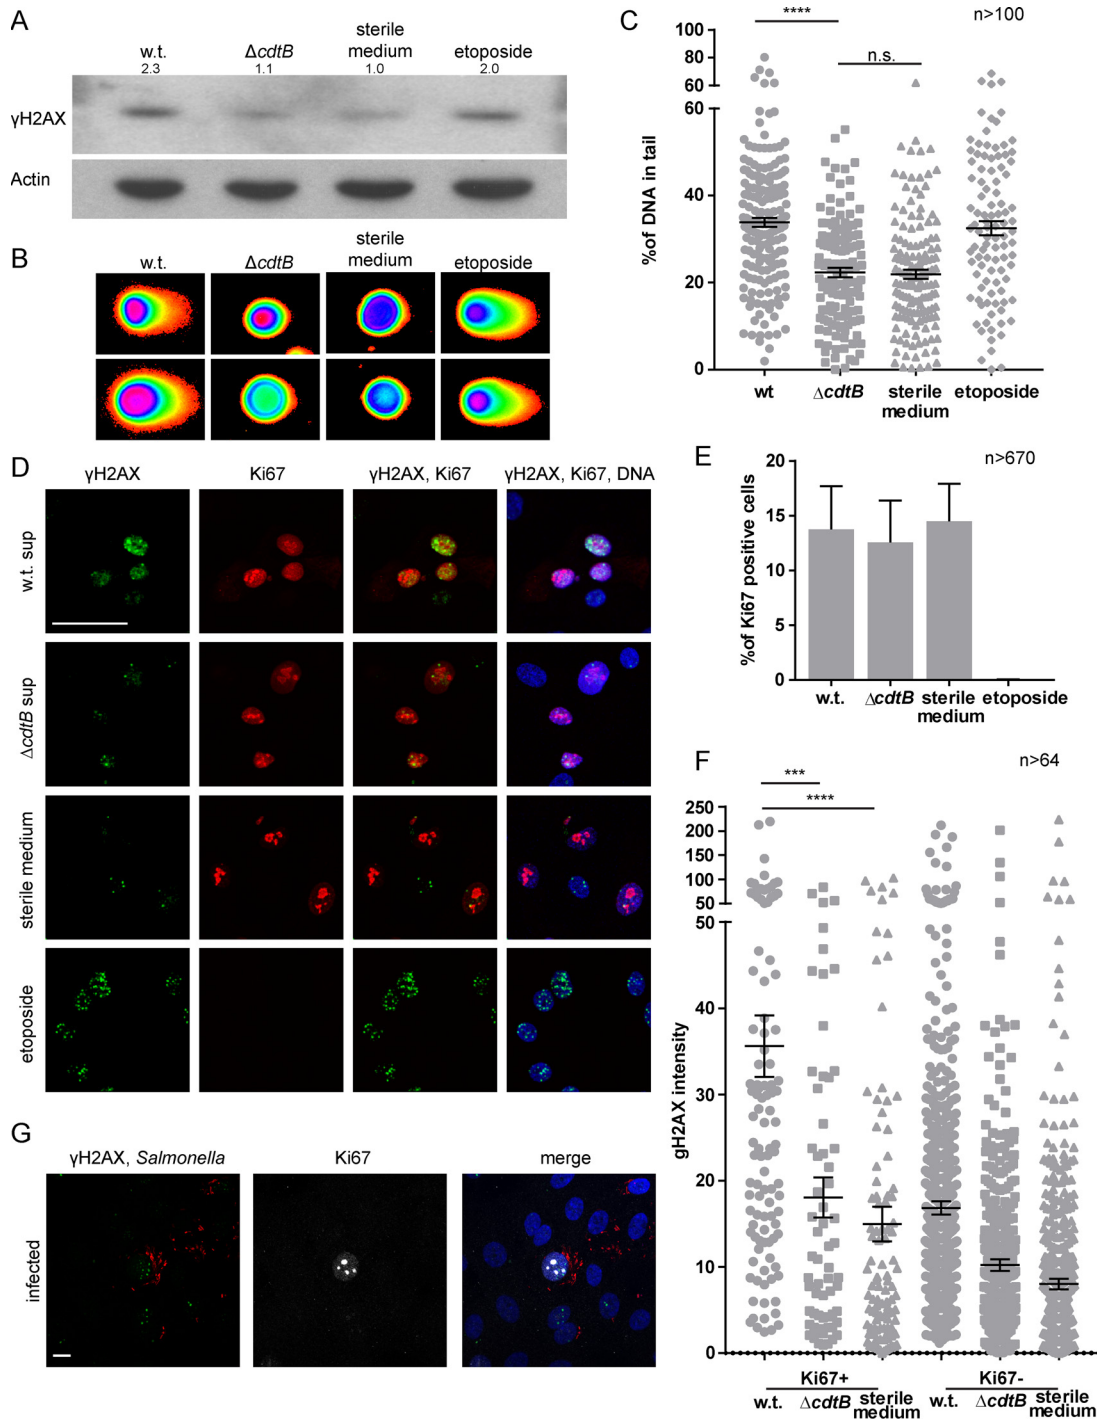 A
w.t.
ΔcdtB
sterile
medium
etoposide
2.3
1.1
1.0
2.0
γH2AX
Actin
B
w.t.
ΔcdtB
sterile
medium
etoposide
C
****
n>100
n.s.
100
80
60
60
40
20
0
%of DNA in tail
wt
ΔcdtB
sterile
medium
etoposide
D
γH2AX
Ki67
γH2AX, Ki67
γH2AX, Ki67, DNA
w.t. sup
ΔcdtB sup
sterile medium
etoposide
E
n>670
20
15
10
5
0
%of Ki67 positive cells
w.t.
ΔcdtB
sterile
medium
etoposide
F
n>64
***
****
250
200
150
100
50
50
40
30
20
10
0
gH2AX intensity
Ki67+
Ki67-
w.t.
ΔcdtB
sterile
medium
w.t.
ΔcdtB
sterile
medium
G
γH2AX, Salmonella
Ki67
merge
infected